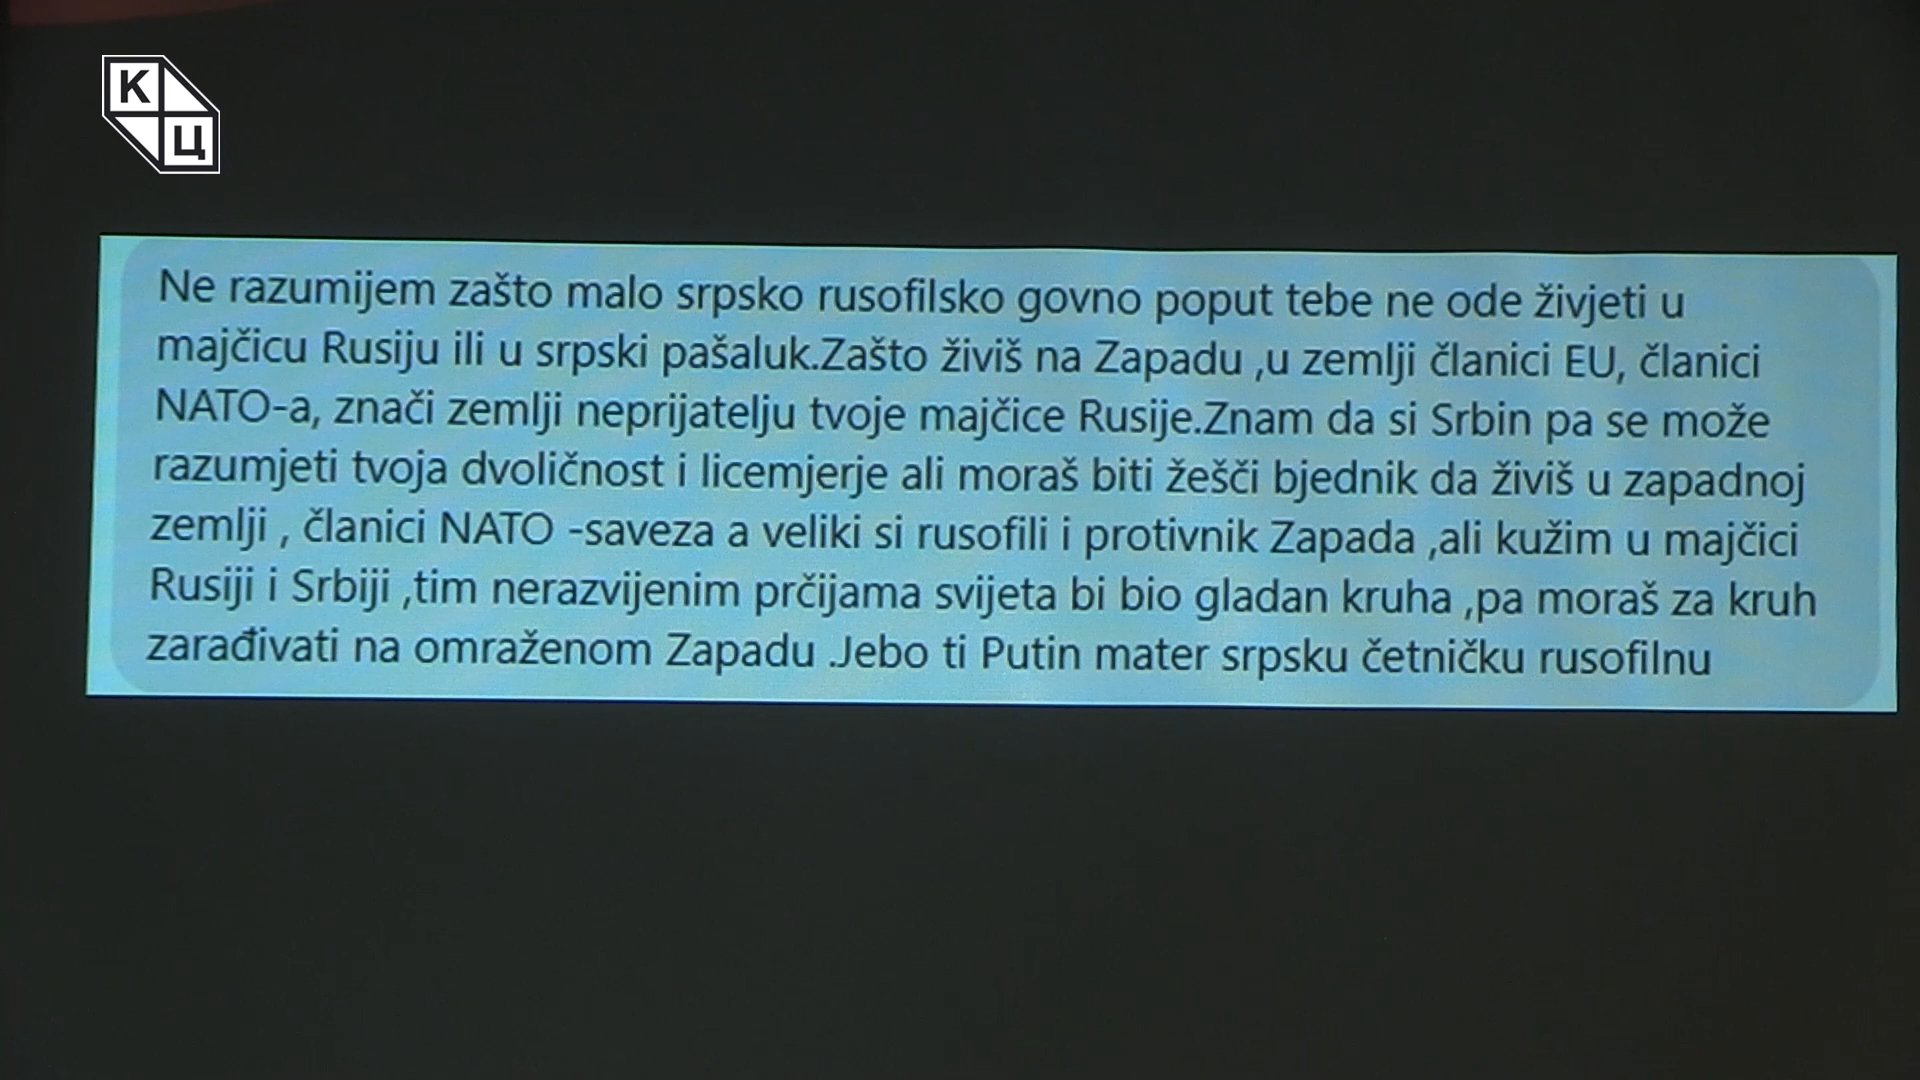 К
Ц
Ne razumijem zašto malo srpsko rusofilsko govno poput tebe ne ode živjeti u
majčicu Rusiju ili u srpski pašaluk.Zašto živiš na Zapadu ,u zemlji članici EU, članici
NATO-a, znači zemlji neprijatelju tvoje majčice Rusije.Znam da si Srbin pa se može
razumjeti tvoja dvoličnost i licemjerje ali moraš biti žešči bjednik da živiš u zapadnoj
zemlji , članici NATO -saveza a veliki si rusofili i protivnik Zapada ,ali kužim u majčici
Rusiji i Srbiji ,tim nerazvijenim prčijama svijeta bi bio gladan kruha ,pa moraš za kruh
zarađivati na omraženom Zapadu .Jebo ti Putin mater srpsku četničku rusofilnu